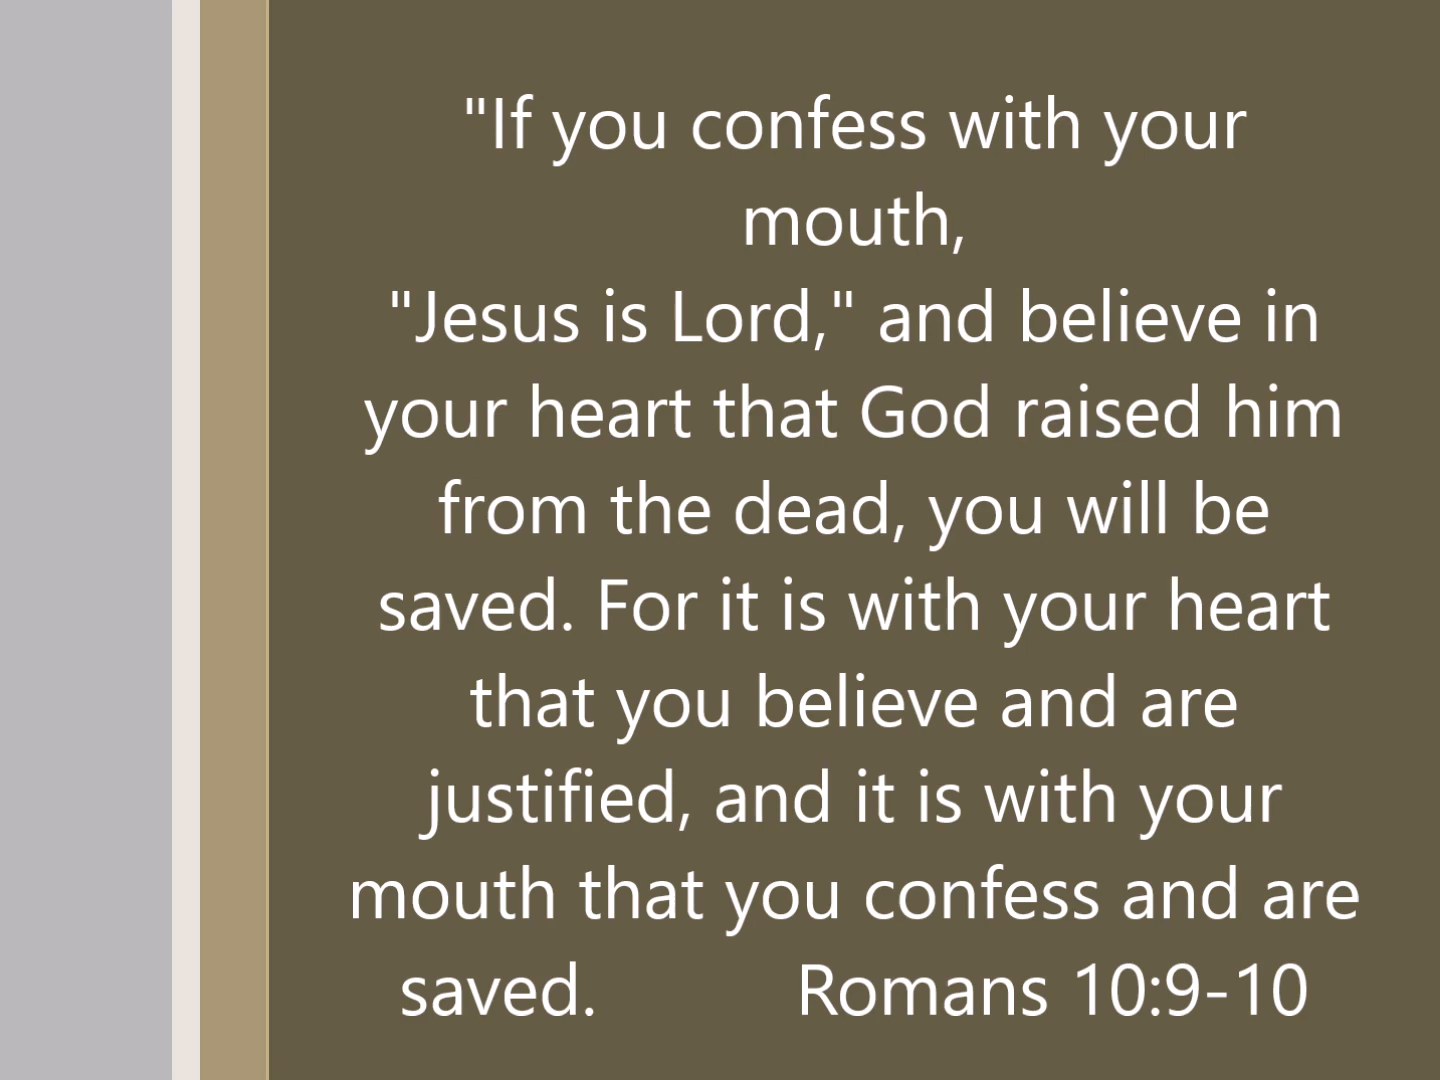 "If you confess with your
mouth,
"Jesus is Lord," and believe in
your heart that God raised him
from the dead, you will be
saved. For it is with your heart
that you believe and are
justified, and it is with your
mouth that you confess and are
saved. Romans 10:9-10